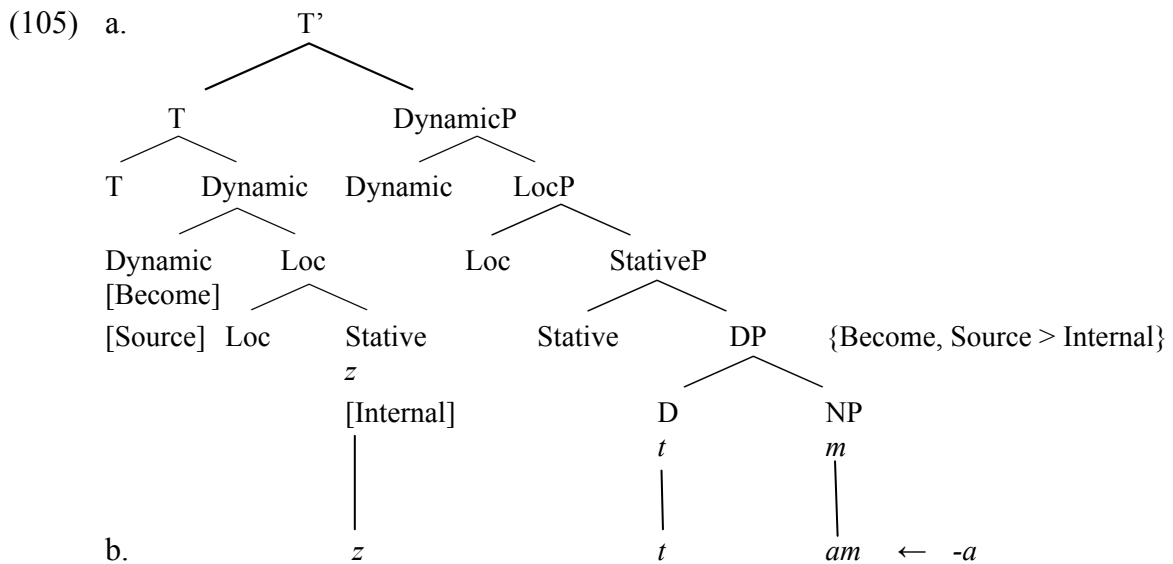 (105) a. T’
T DynamicP
T Dynamic Dynamic LocP
Dynamic Loc Loc StativeP
[Become]
[Source] Loc Stative Stative DP {Become, Source > Internal}
z
[Internal] D NP
t m
b. z t am ← -a